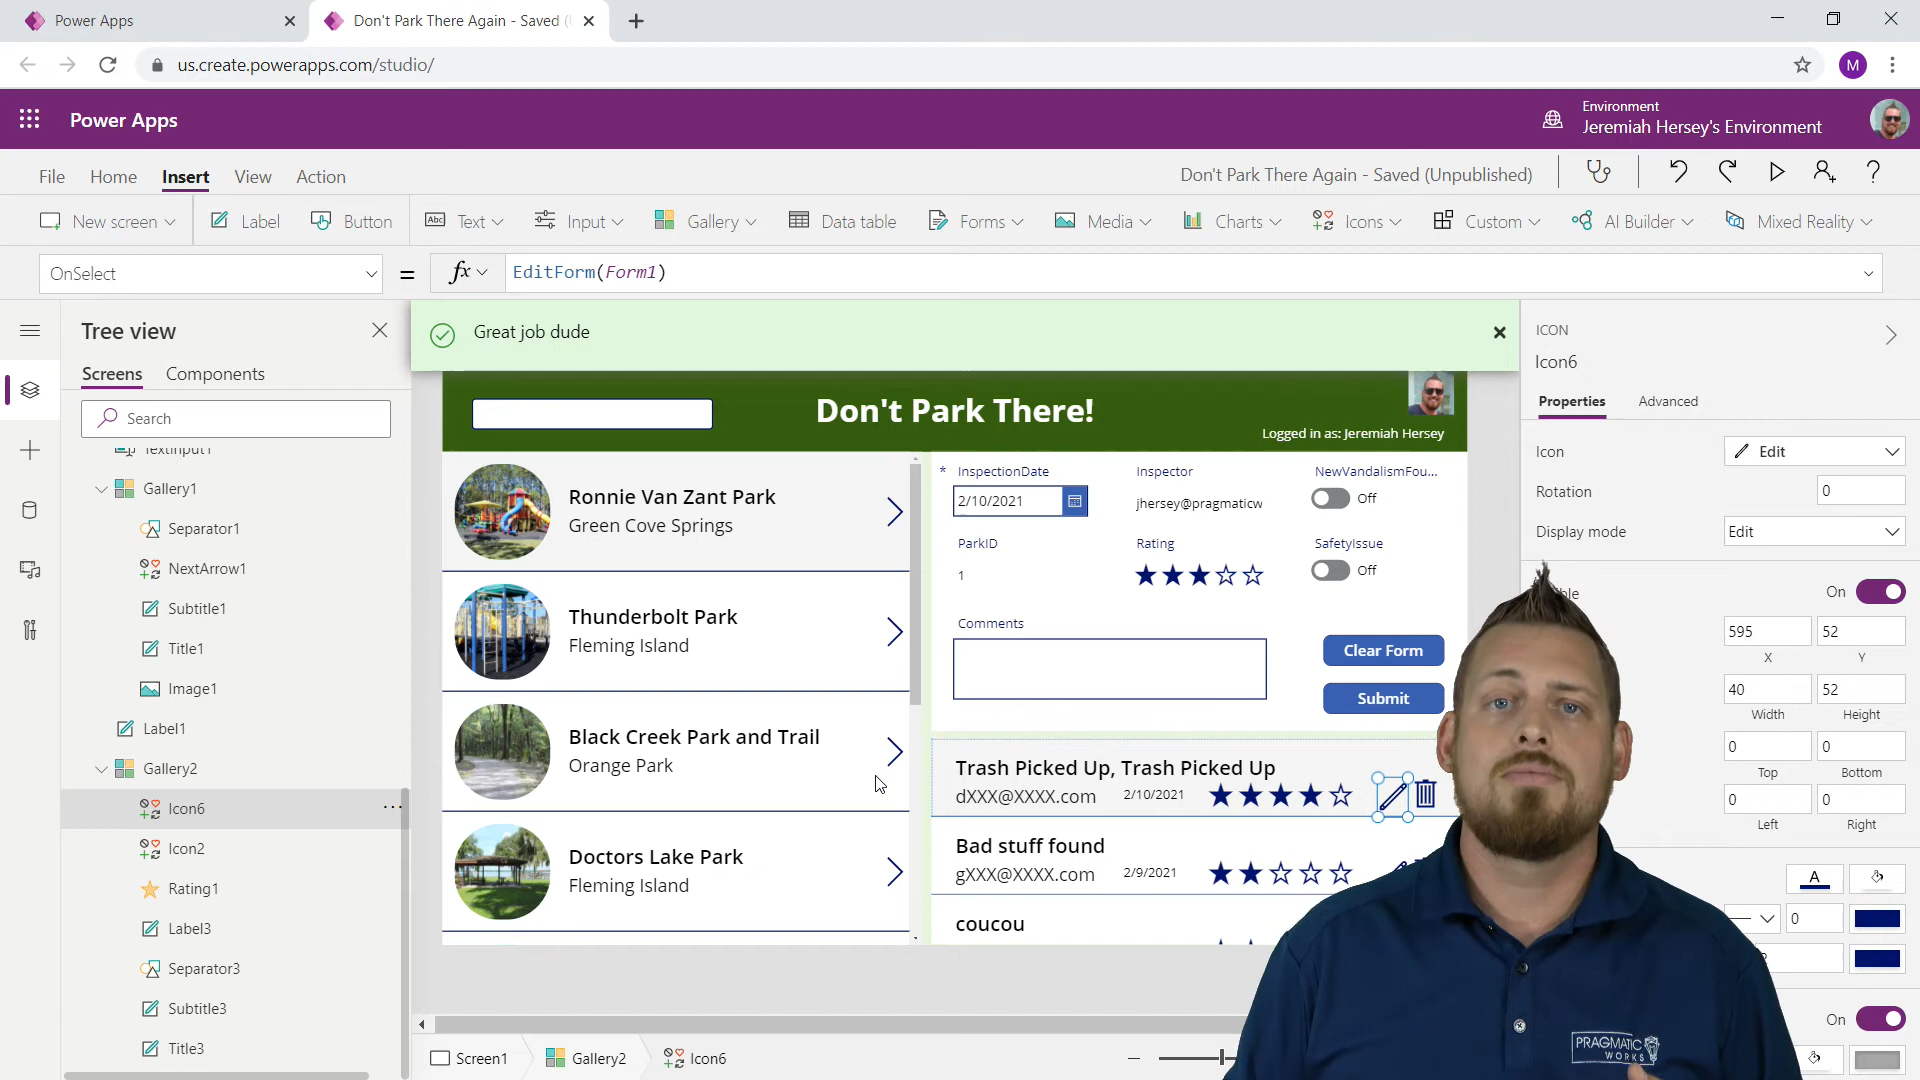 Power Apps
Don't Park There Again - Saved (
us.create.powerapps.com/studio/
M
Power Apps
Environment
Jeremiah Hersey's Environment
File Home Insert View Action
Don't Park There Again - Saved (Unpublished)
New screen Label Button Text Input Gallery Data table Forms Media Charts Icons Custom AI Builder Mixed Reality
OnSelect = fx EditForm(Form1)
Tree view
Great job dude
Screens Components
Search
TextInput1
Gallery1
Separator1
NextArrow1
Subtitle1
Title1
Image1
Label1
Gallery2
Icon6
Icon2
Rating1
Label3
Separator3
Subtitle3
Title3
Don't Park There!
Logged in as: Jeremiah Hersey
Ronnie Van Zant Park
Green Cove Springs
Thunderbolt Park
Fleming Island
Black Creek Park and Trail
Orange Park
Doctors Lake Park
Fleming Island
* InspectionDate Inspector NewVandalismFou...
2/10/2021 jhersey@pragmaticw Off
ParkID Rating SafetyIssue
1 Off
Comments
Clear Form
Submit
Trash Picked Up, Trash Picked Up
dXXX@XXXX.com 2/10/2021
Bad stuff found
gXXX@XXXX.com 2/9/2021
coucou
Screen1 Gallery2 Icon6
ICON
Icon6
Properties Advanced
Icon Edit
Rotation 0
Display mode Edit
On
595 52
X Y
40 52
Width Height
0 0
Top Bottom
0 0
Left Right
A
0
On
PRAGMATIC
WORKS